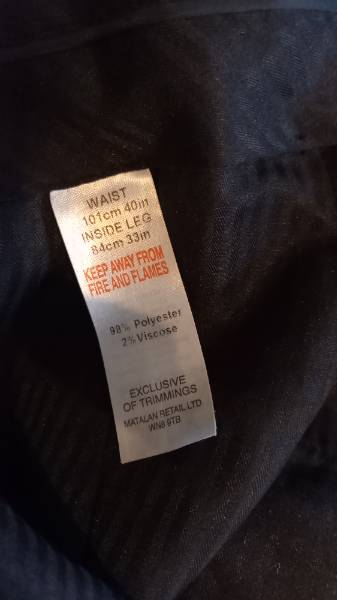 WAIST
101cm 40in
INSIDE LEG
84cm 33in
KEEP AWAY FROM
FIRE AND FLAMES
98% Polyester
2% Viscose
EXCLUSIVE
OF TRIMMINGS
MATALAN RETAIL LTD
WN8 9TB